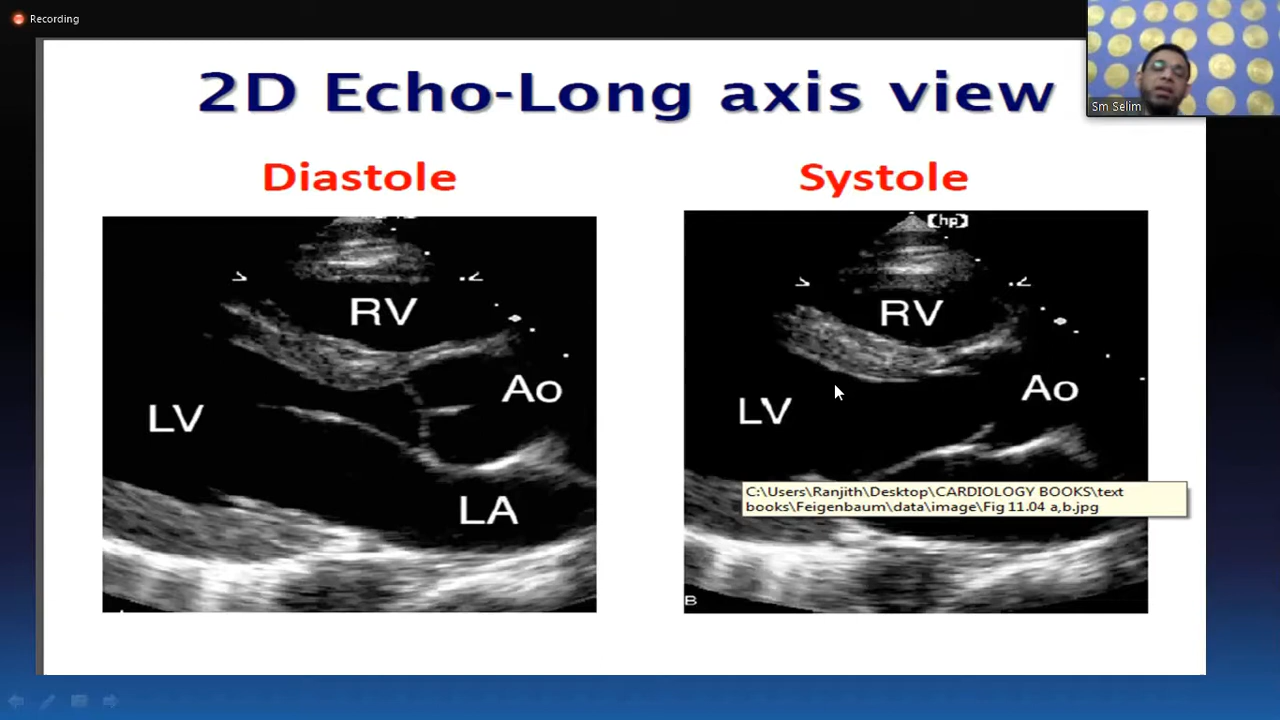 Recording
2D Echo-Long axis view
Sm Selim
Diastole
Systole
RV
Ao
LV
LA
[hp]
RV
Ao
LV
C:\Users\Ranjith\Desktop\CARDIOLOGY BOOKS\text
books\Feigenbaum\data\image\Fig 11.04 a,b.jpg
B